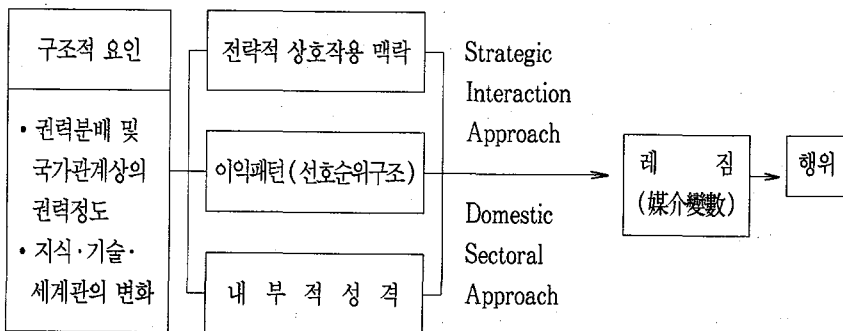 구조적 요인
• 권력분배 및
국가관계상의
권력정도
• 지식·기술·
세계관의 변화
전략적 상호작용 맥락
이익패턴(선호순위구조)
내 부 적 성 격
Strategic
Interaction
Approach
Domestic
Sectoral
Approach
레 짐
(媒介變數)
행위